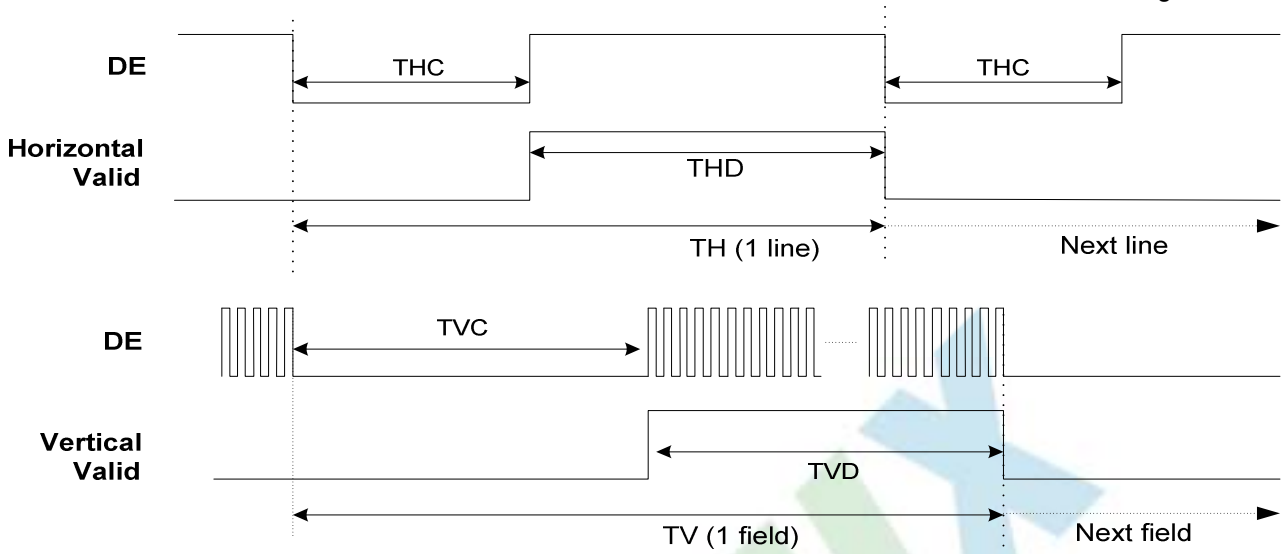 DE
THC
THC
Horizontal
Valid
THD
TH (1 line)
Next line
DE
TVC
Vertical
Valid
TVD
TV (1 field)
Next field